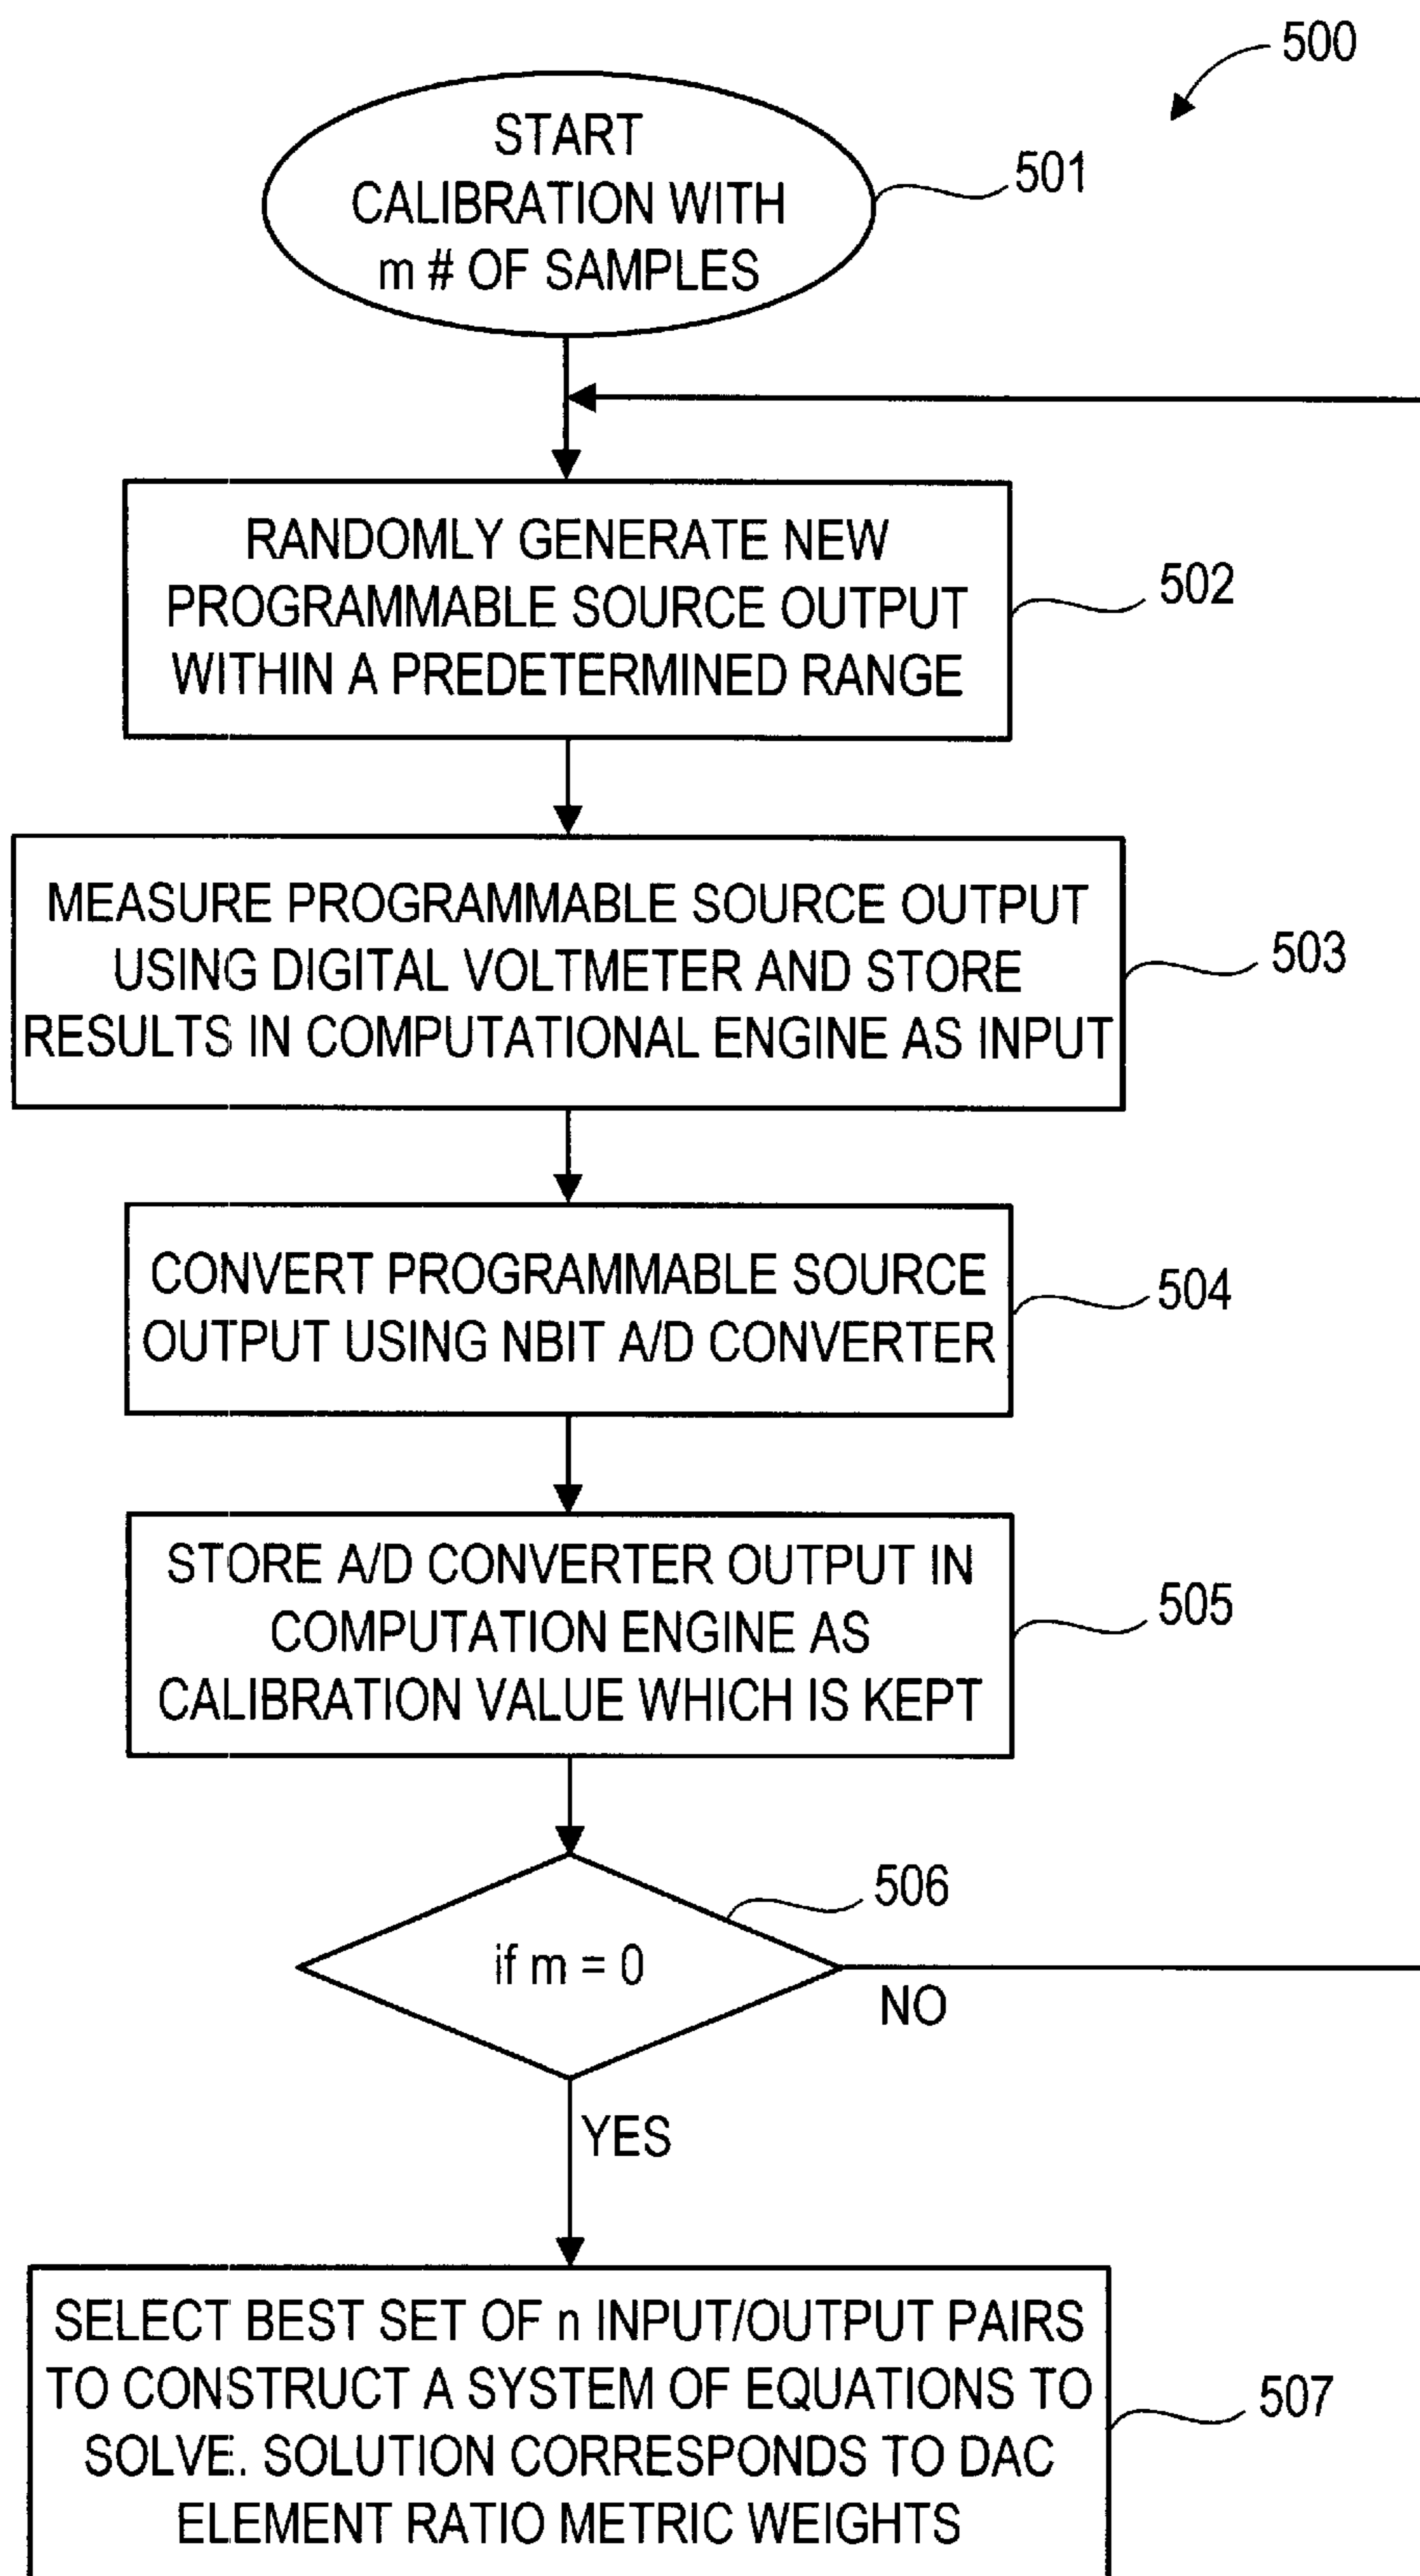 500
START
CALIBRATION WITH
m # OF SAMPLES
501
RANDOMLY GENERATE NEW
PROGRAMMABLE SOURCE OUTPUT
WITHIN A PREDETERMINED RANGE
502
MEASURE PROGRAMMABLE SOURCE OUTPUT
USING DIGITAL VOLTMETER AND STORE
RESULTS IN COMPUTATIONAL ENGINE AS INPUT
503
CONVERT PROGRAMMABLE SOURCE
OUTPUT USING NBIT A/D CONVERTER
504
STORE A/D CONVERTER OUTPUT IN
COMPUTATION ENGINE AS
CALIBRATION VALUE WHICH IS KEPT
505
506
if m = 0
NO
YES
SELECT BEST SET OF n INPUT/OUTPUT PAIRS
TO CONSTRUCT A SYSTEM OF EQUATIONS TO
SOLVE. SOLUTION CORRESPONDS TO DAC
ELEMENT RATIO METRIC WEIGHTS
507